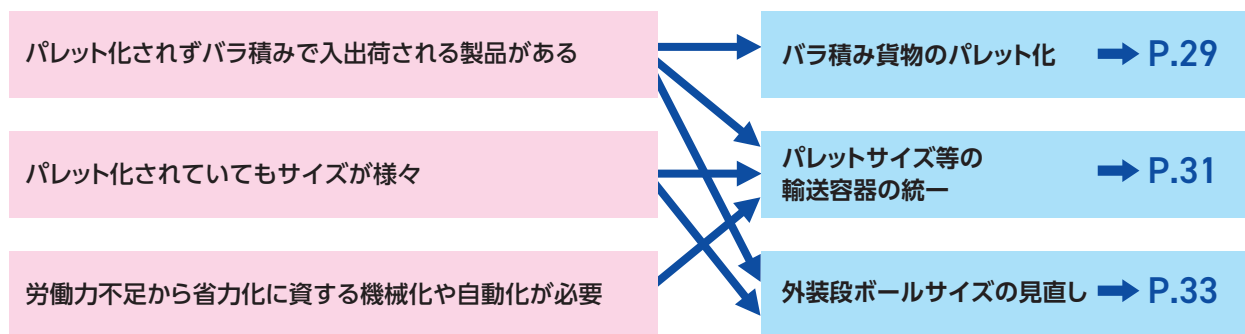 パレット化されずバラ積みで入出荷される製品がある
バラ積み貨物のパレット化
P.29
パレット化されていてもサイズが様々
パレットサイズ等の
輸送容器の統一
P.31
労働力不足から省力化に資する機械化や自動化が必要
外装段ボールサイズの見直し
P.33